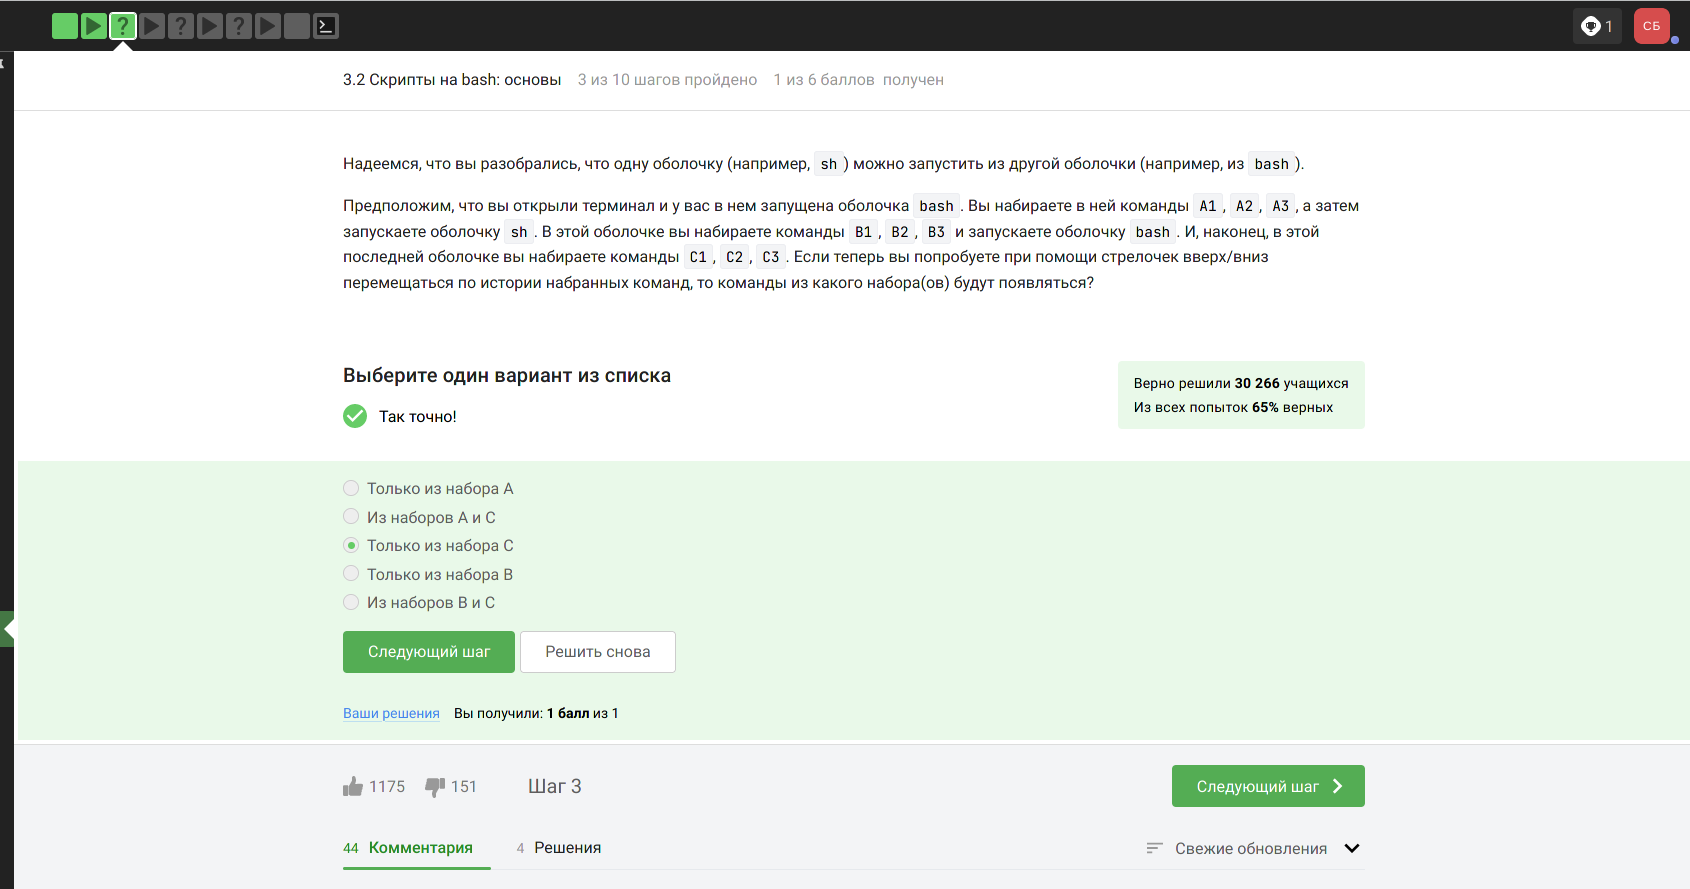 1
СБ
3.2 Скрипты на bash: основы 3 из 10 шагов пройдено 1 из 6 баллов получен
Надеемся, что вы разобрались, что одну оболочку (например, sh ) можно запустить из другой оболочки (например, из bash ).
Предположим, что вы открыли терминал и у вас в нем запущена оболочка bash . Вы набираете в ней команды A1 , A2 , A3 , а затем
запускаете оболочку sh . В этой оболочке вы набираете команды B1 , B2 , B3 и запускаете оболочку bash . И, наконец, в этой
последней оболочке вы набираете команды C1 , C2 , C3 . Если теперь вы попробуете при помощи стрелочек вверх/вниз
перемещаться по истории набранных команд, то команды из какого набора(ов) будут появляться?
Выберите один вариант из списка
Так точно!
Верно решили 30 266 учащихся
Из всех попыток 65% верных
Только из набора A
Из наборов A и C
Только из набора C
Только из набора B
Из наборов B и C
Следующий шаг
Решить снова
Ваши решения Вы получили: 1 балл из 1
1175 151 Шаг 3
Следующий шаг
44 Комментария 4 Решения
Свежие обновления